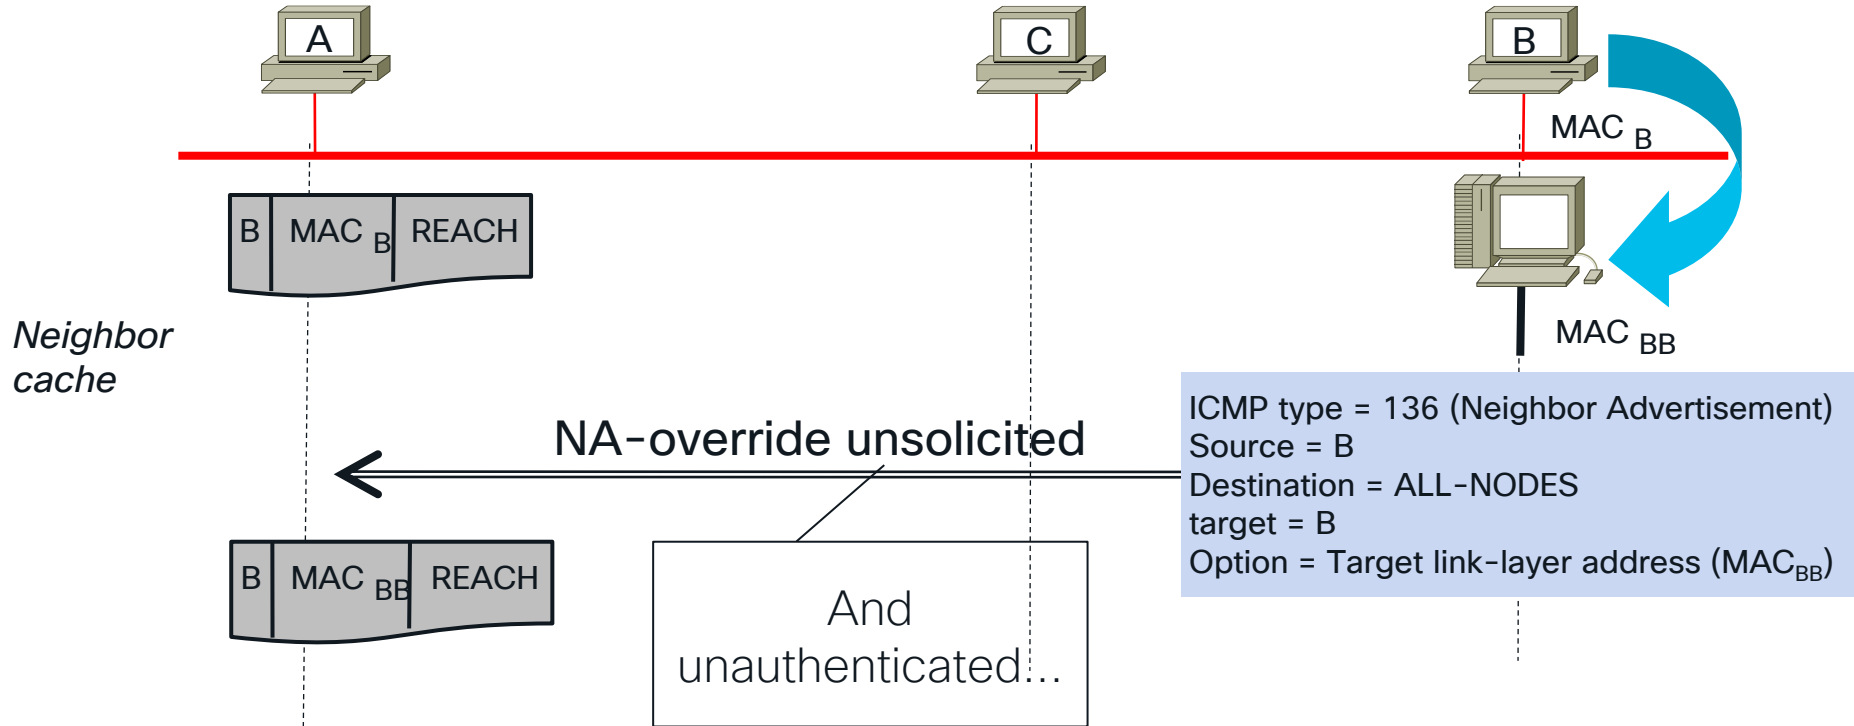 A
C
B
MAC B
B MAC B REACH
MAC BB
Neighbor
cache
ICMP type = 136 (Neighbor Advertisement)
Source = B
Destination = ALL-NODES
target = B
Option = Target link-layer address (MACBB)
NA-override unsolicited
B MAC BB REACH
And
unauthenticated...